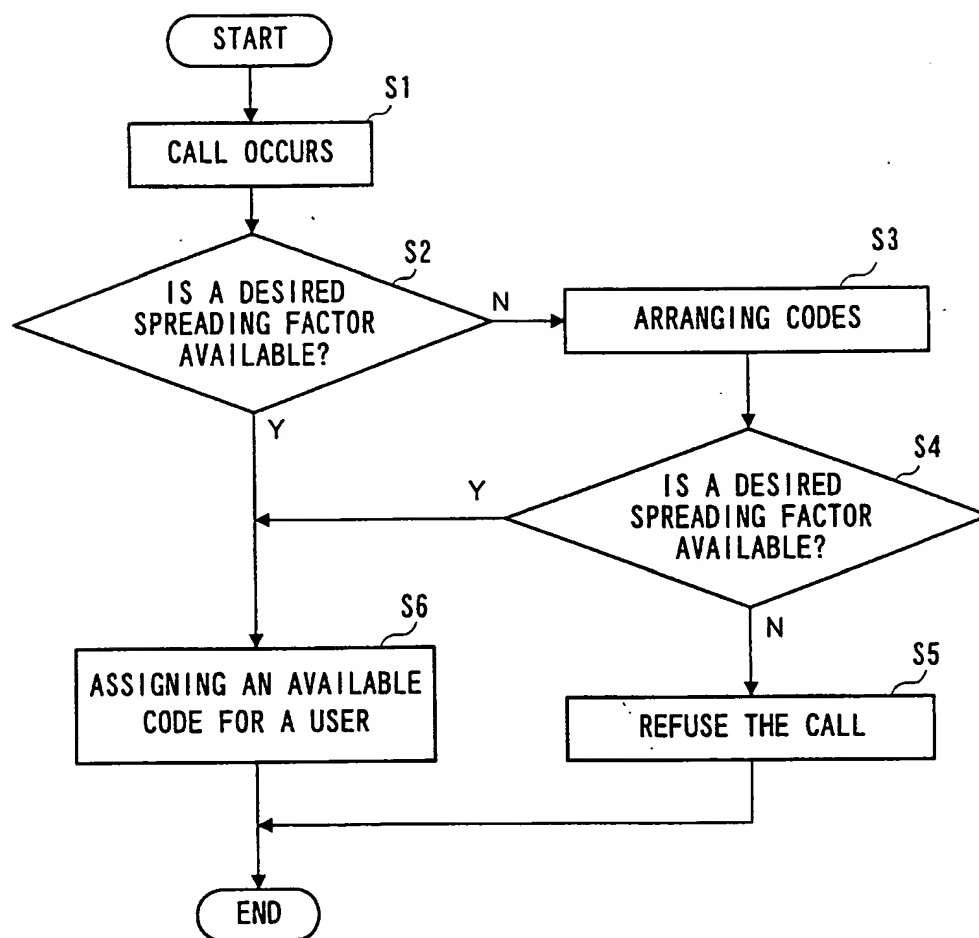 START
S1
CALL OCCURS
S2
IS A DESIRED
SPREADING FACTOR
AVAILABLE?
N
Y
S3
ARRANGING CODES
S4
IS A DESIRED
SPREADING FACTOR
AVAILABLE?
Y
N
S6
ASSIGNING AN AVAILABLE
CODE FOR A USER
S5
REFUSE THE CALL
END